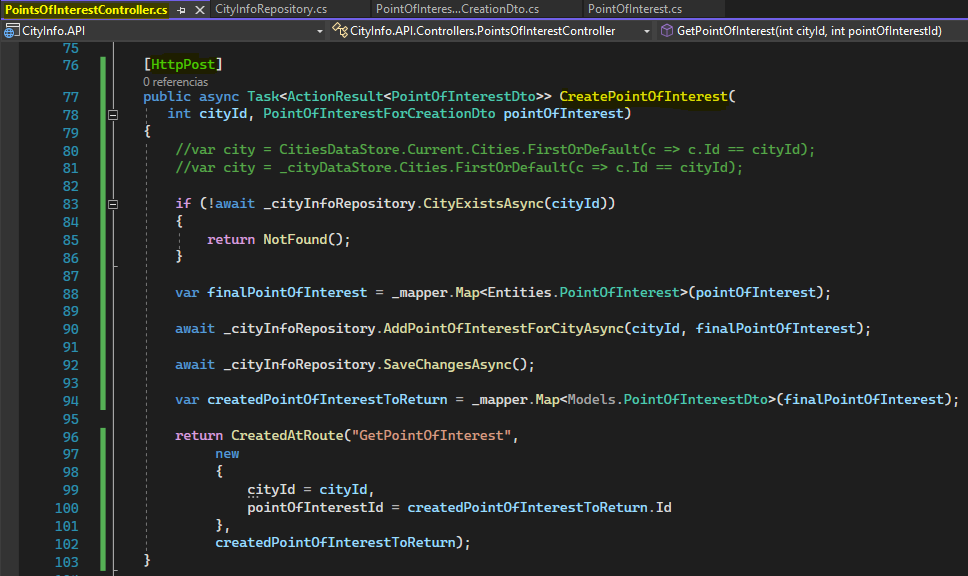 PointsOfInterestController.cs CityInfoRepository.cs PointOfInteres...CreationDto.cs PointOfInterest.cs
CityInfo.API CityInfo.API.Controllers.PointsOfInterestController GetPointOfInterest(int cityId, int pointOfInterestId)
75
76 [HttpPost]
0 referencias
77 public async Task<ActionResult<PointOfInterestDto>> CreatePointOfInterest(
78 int cityId, PointOfInterestForCreationDto pointOfInterest)
79 {
80 //var city = CitiesDataStore.Current.Cities.FirstOrDefault(c => c.Id == cityId);
81 //var city = _cityDataStore.Cities.FirstOrDefault(c => c.Id == cityId);
82
83 if (!await _cityInfoRepository.CityExistsAsync(cityId))
84 {
85 return NotFound();
86 }
87
88 var finalPointOfInterest = _mapper.Map<Entities.PointOfInterest>(pointOfInterest);
89
90 await _cityInfoRepository.AddPointOfInterestForCityAsync(cityId, finalPointOfInterest);
91
92 await _cityInfoRepository.SaveChangesAsync();
93
94 var createdPointOfInterestToReturn = _mapper.Map<Models.PointOfInterestDto>(finalPointOfInterest);
95
96 return CreatedAtRoute("GetPointOfInterest",
97 new
98 {
99 cityId = cityId,
100 pointOfInterestId = createdPointOfInterestToReturn.Id
101 },
102 createdPointOfInterestToReturn);
103 }